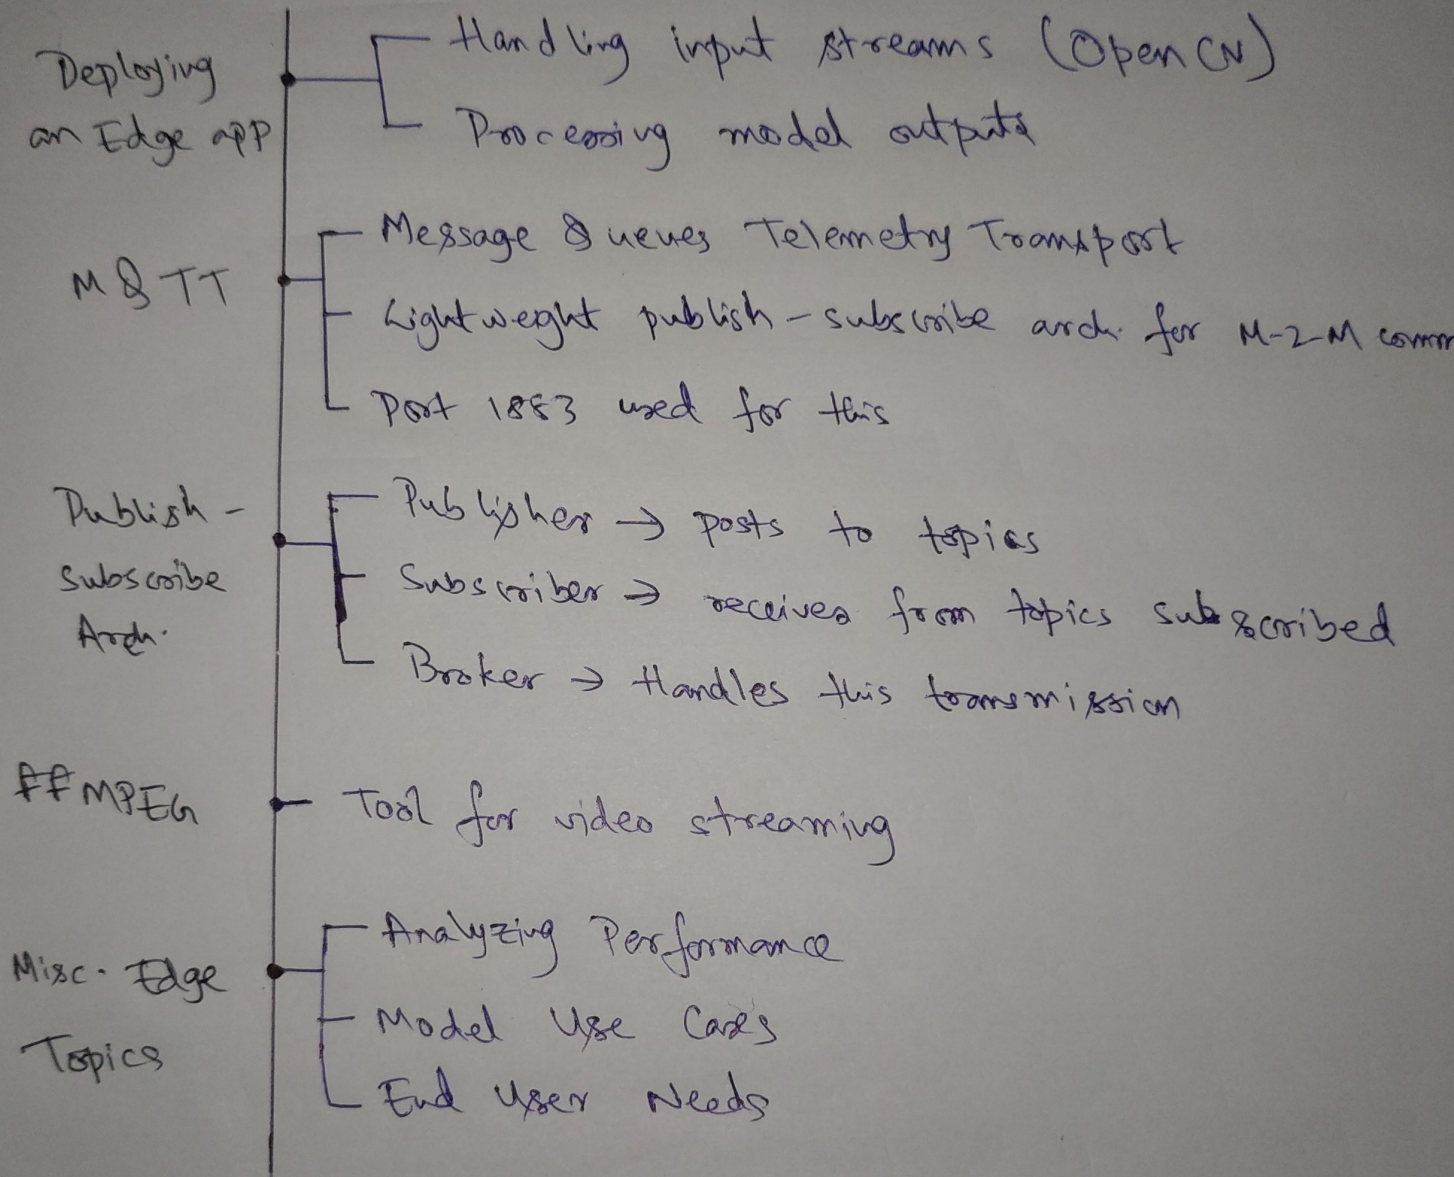 Deploying
an Edge app
Handling input streams (OpenCV)
Processing model outputs
MQTT
Message Queues Telemetry Transport
Lightweight publish-subscribe arch. for M-2-M comm
Port 1883 used for this
Publish-
Subscribe
Arch.
Publisher → posts to topics
Subscriber → receives from topics subscribed
Broker → Handles this transmission
ffMPEG
Tool for video streaming
Misc. Edge
Topics
Analyzing Performance
Model Use Cases
End User Needs